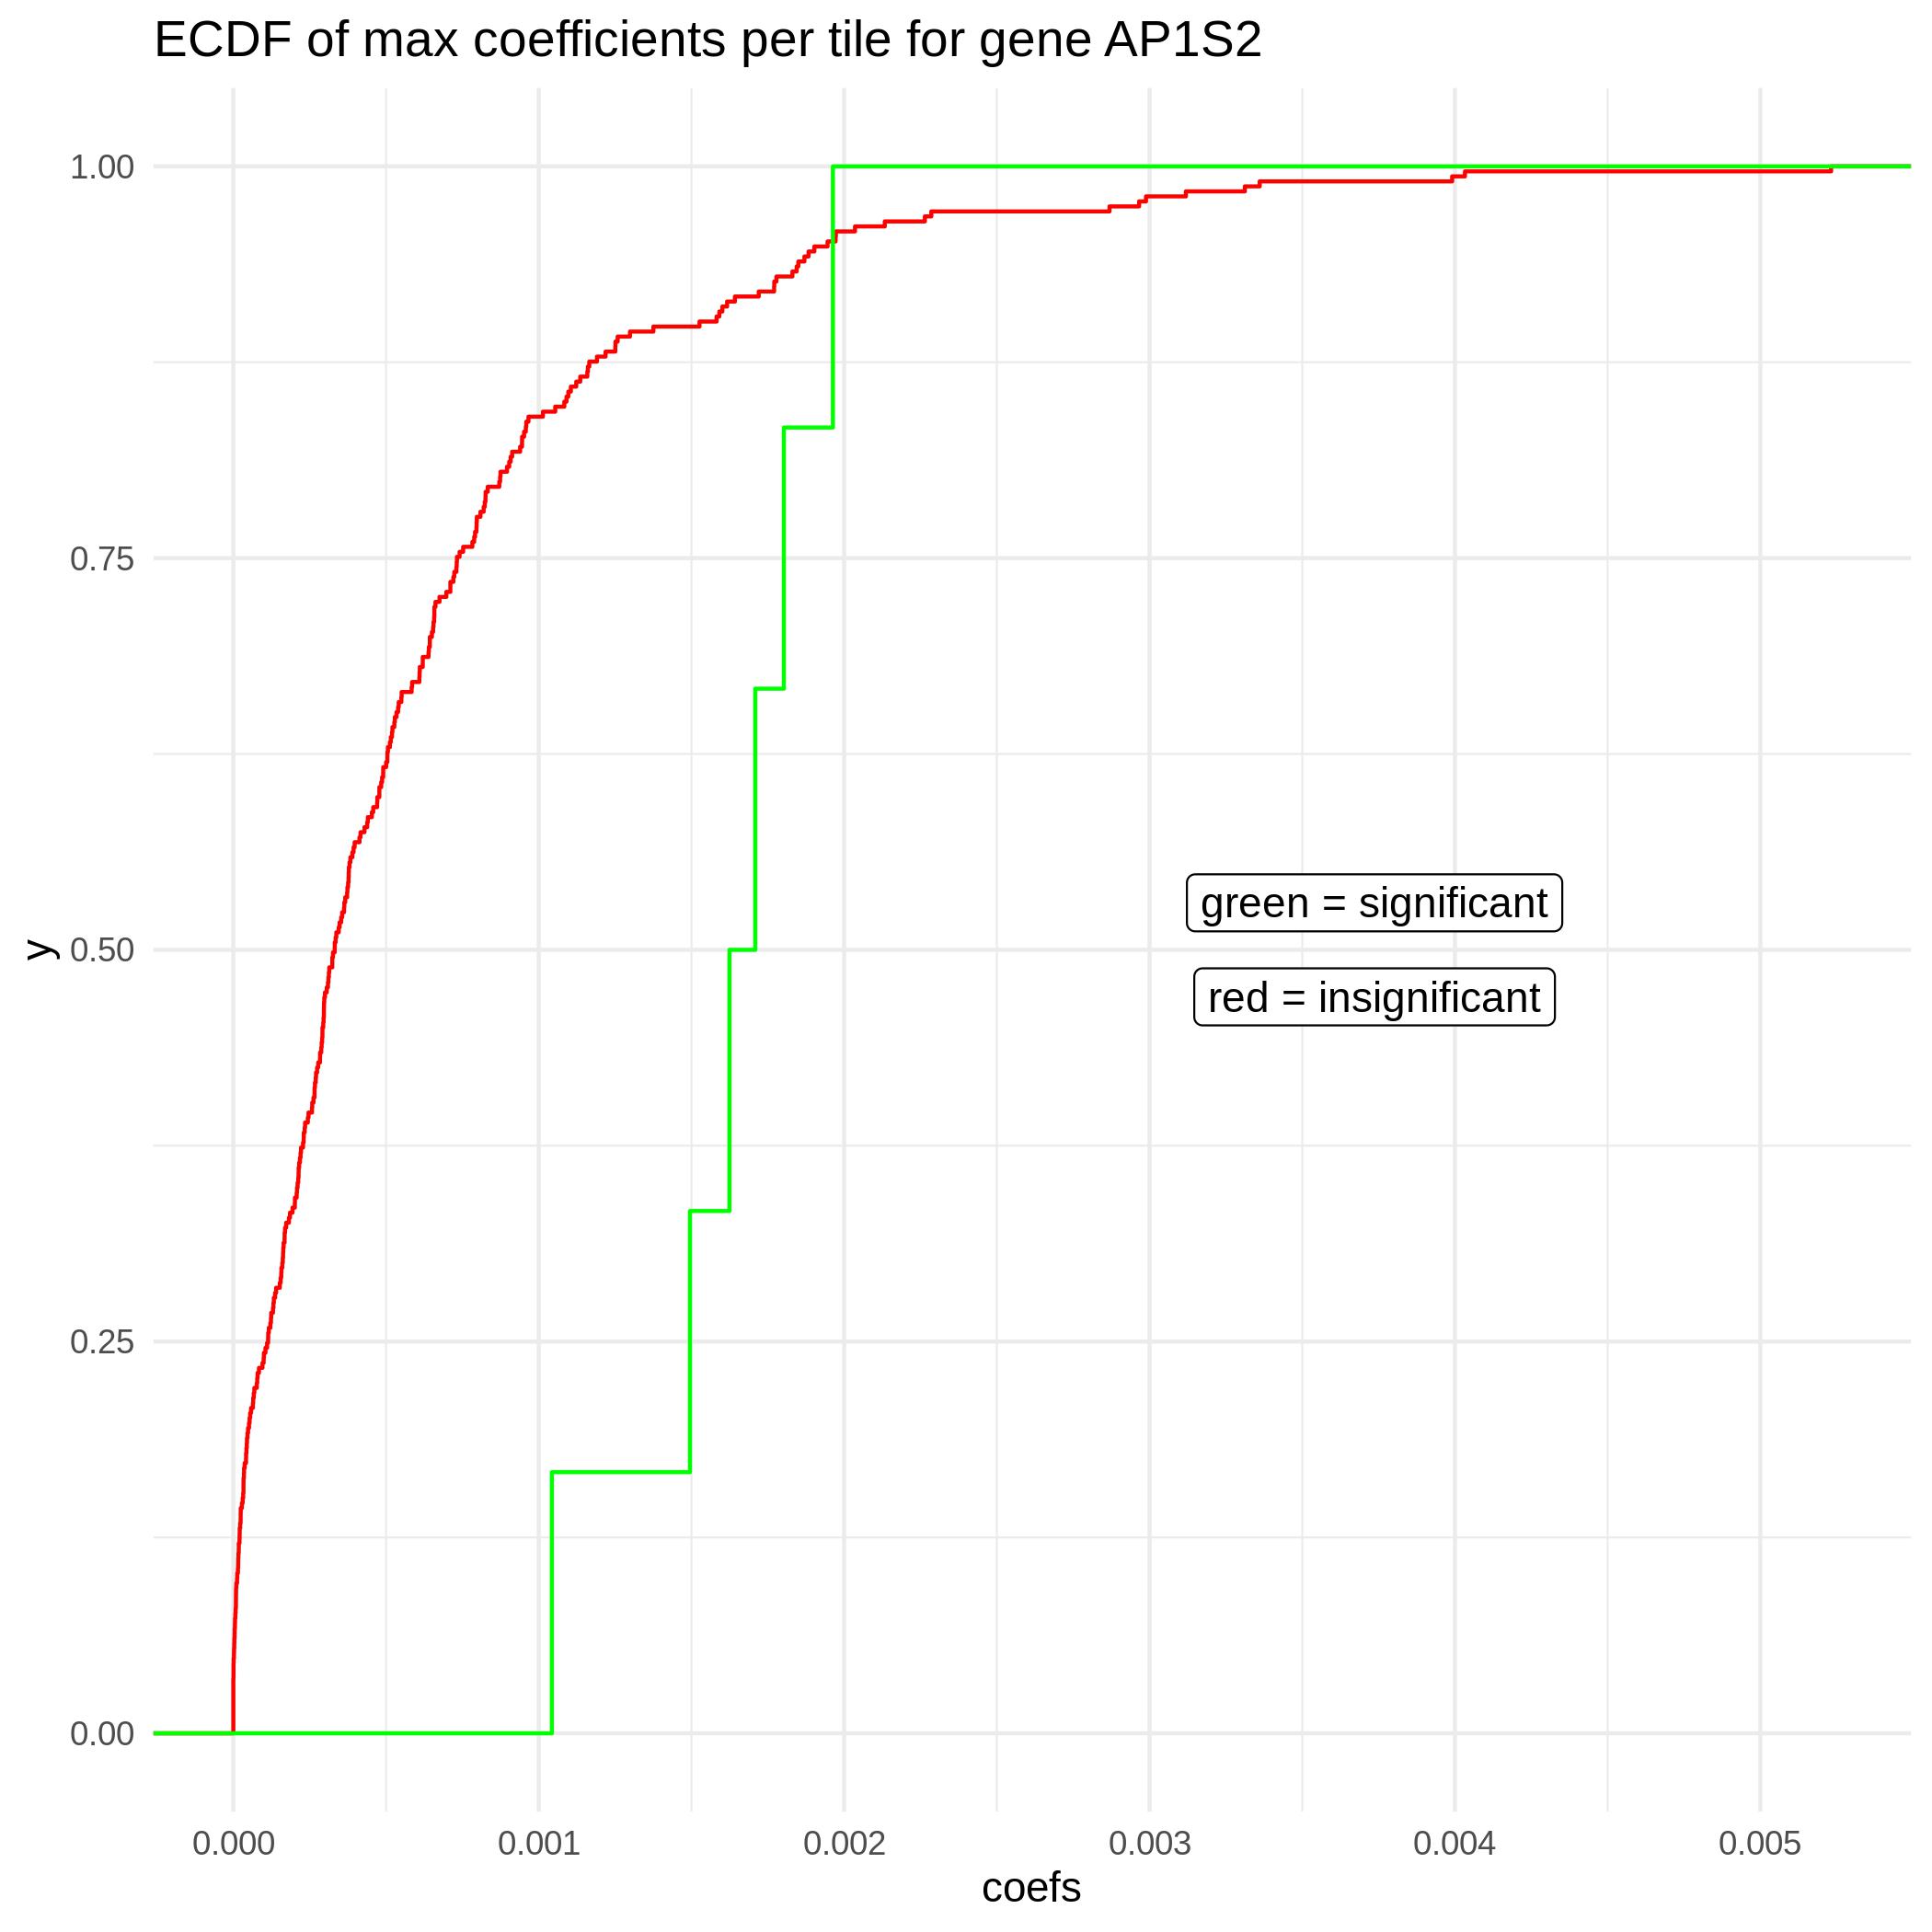 ECDF of max coefficients per tile for gene AP1S2
1.00
0.75
0.50
0.25
0.00
y
green = significant
red = insignificant
0.000 0.001 0.002 0.003 0.004 0.005
coefs